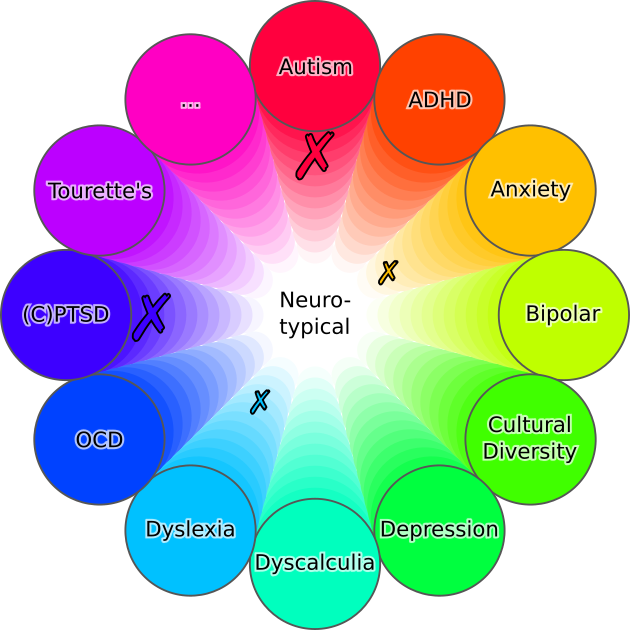 Autism
...
ADHD
Tourette's
Anxiety
Neuro-
typical
(C)PTSD
Bipolar
OCD
Cultural
Diversity
Dyslexia
Depression
Dyscalculia